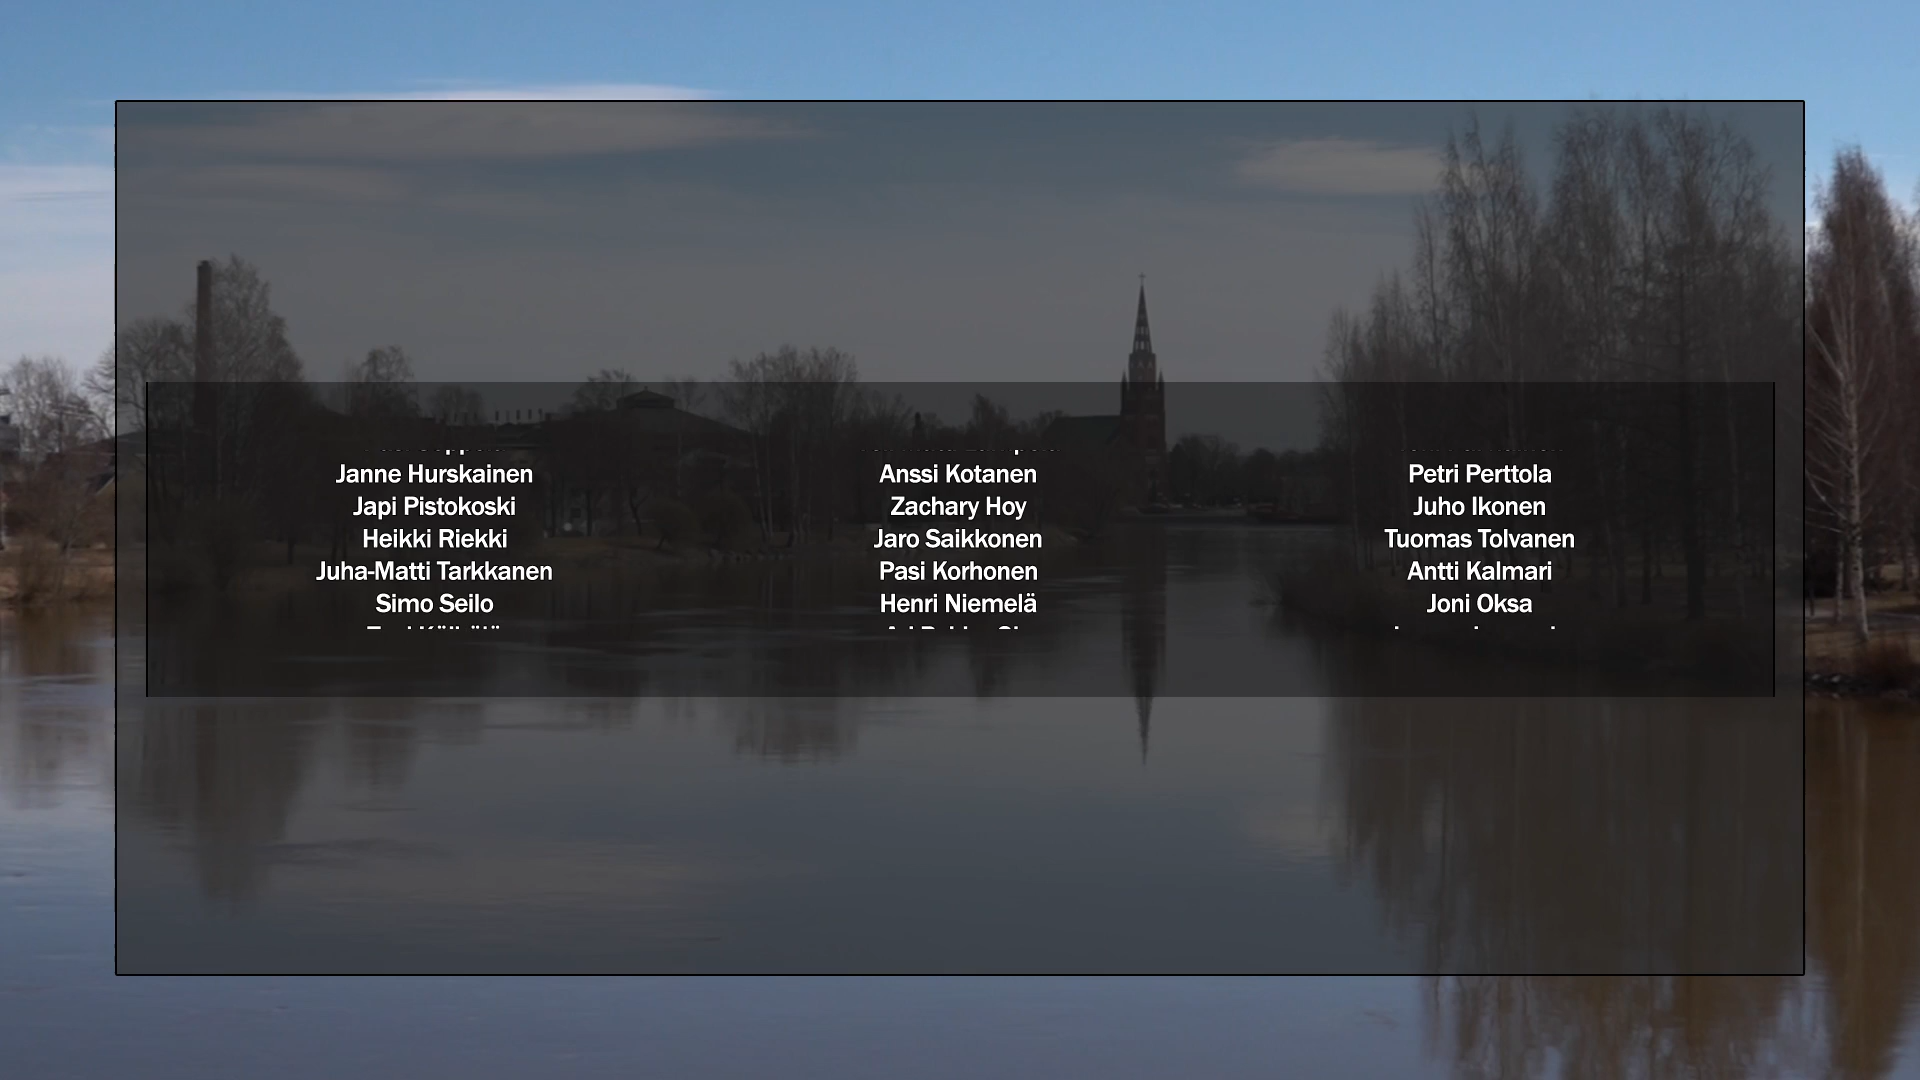 Janne Hurskainen
Anssi Kotanen
Petri Perttola
Japi Pistokoski
Zachary Hoy
Juho Ikonen
Heikki Riekki
Jaro Saikkonen
Tuomas Tolvanen
Juha-Matti Tarkkanen
Pasi Korhonen
Antti Kalmari
Simo Seilo
Henri Niemelä
Joni Oksa